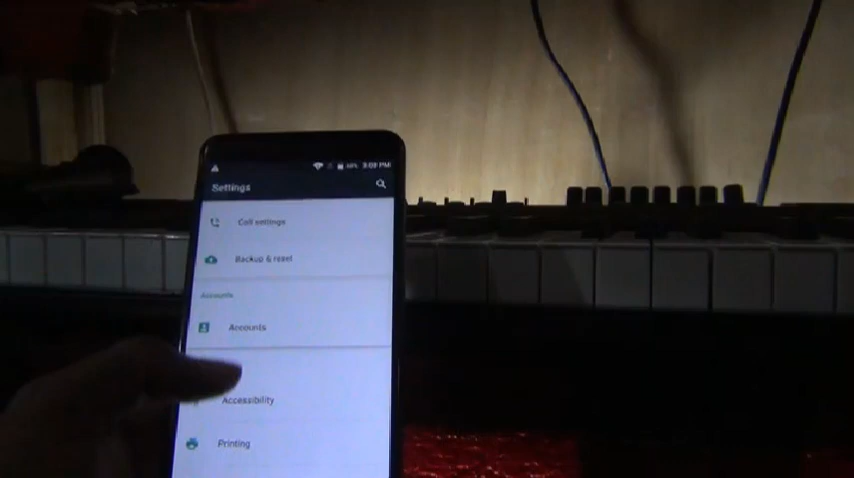 3:09 PM
Settings
Call settings
Backup & reset
Accounts
Accounts
Accessibility
Printing